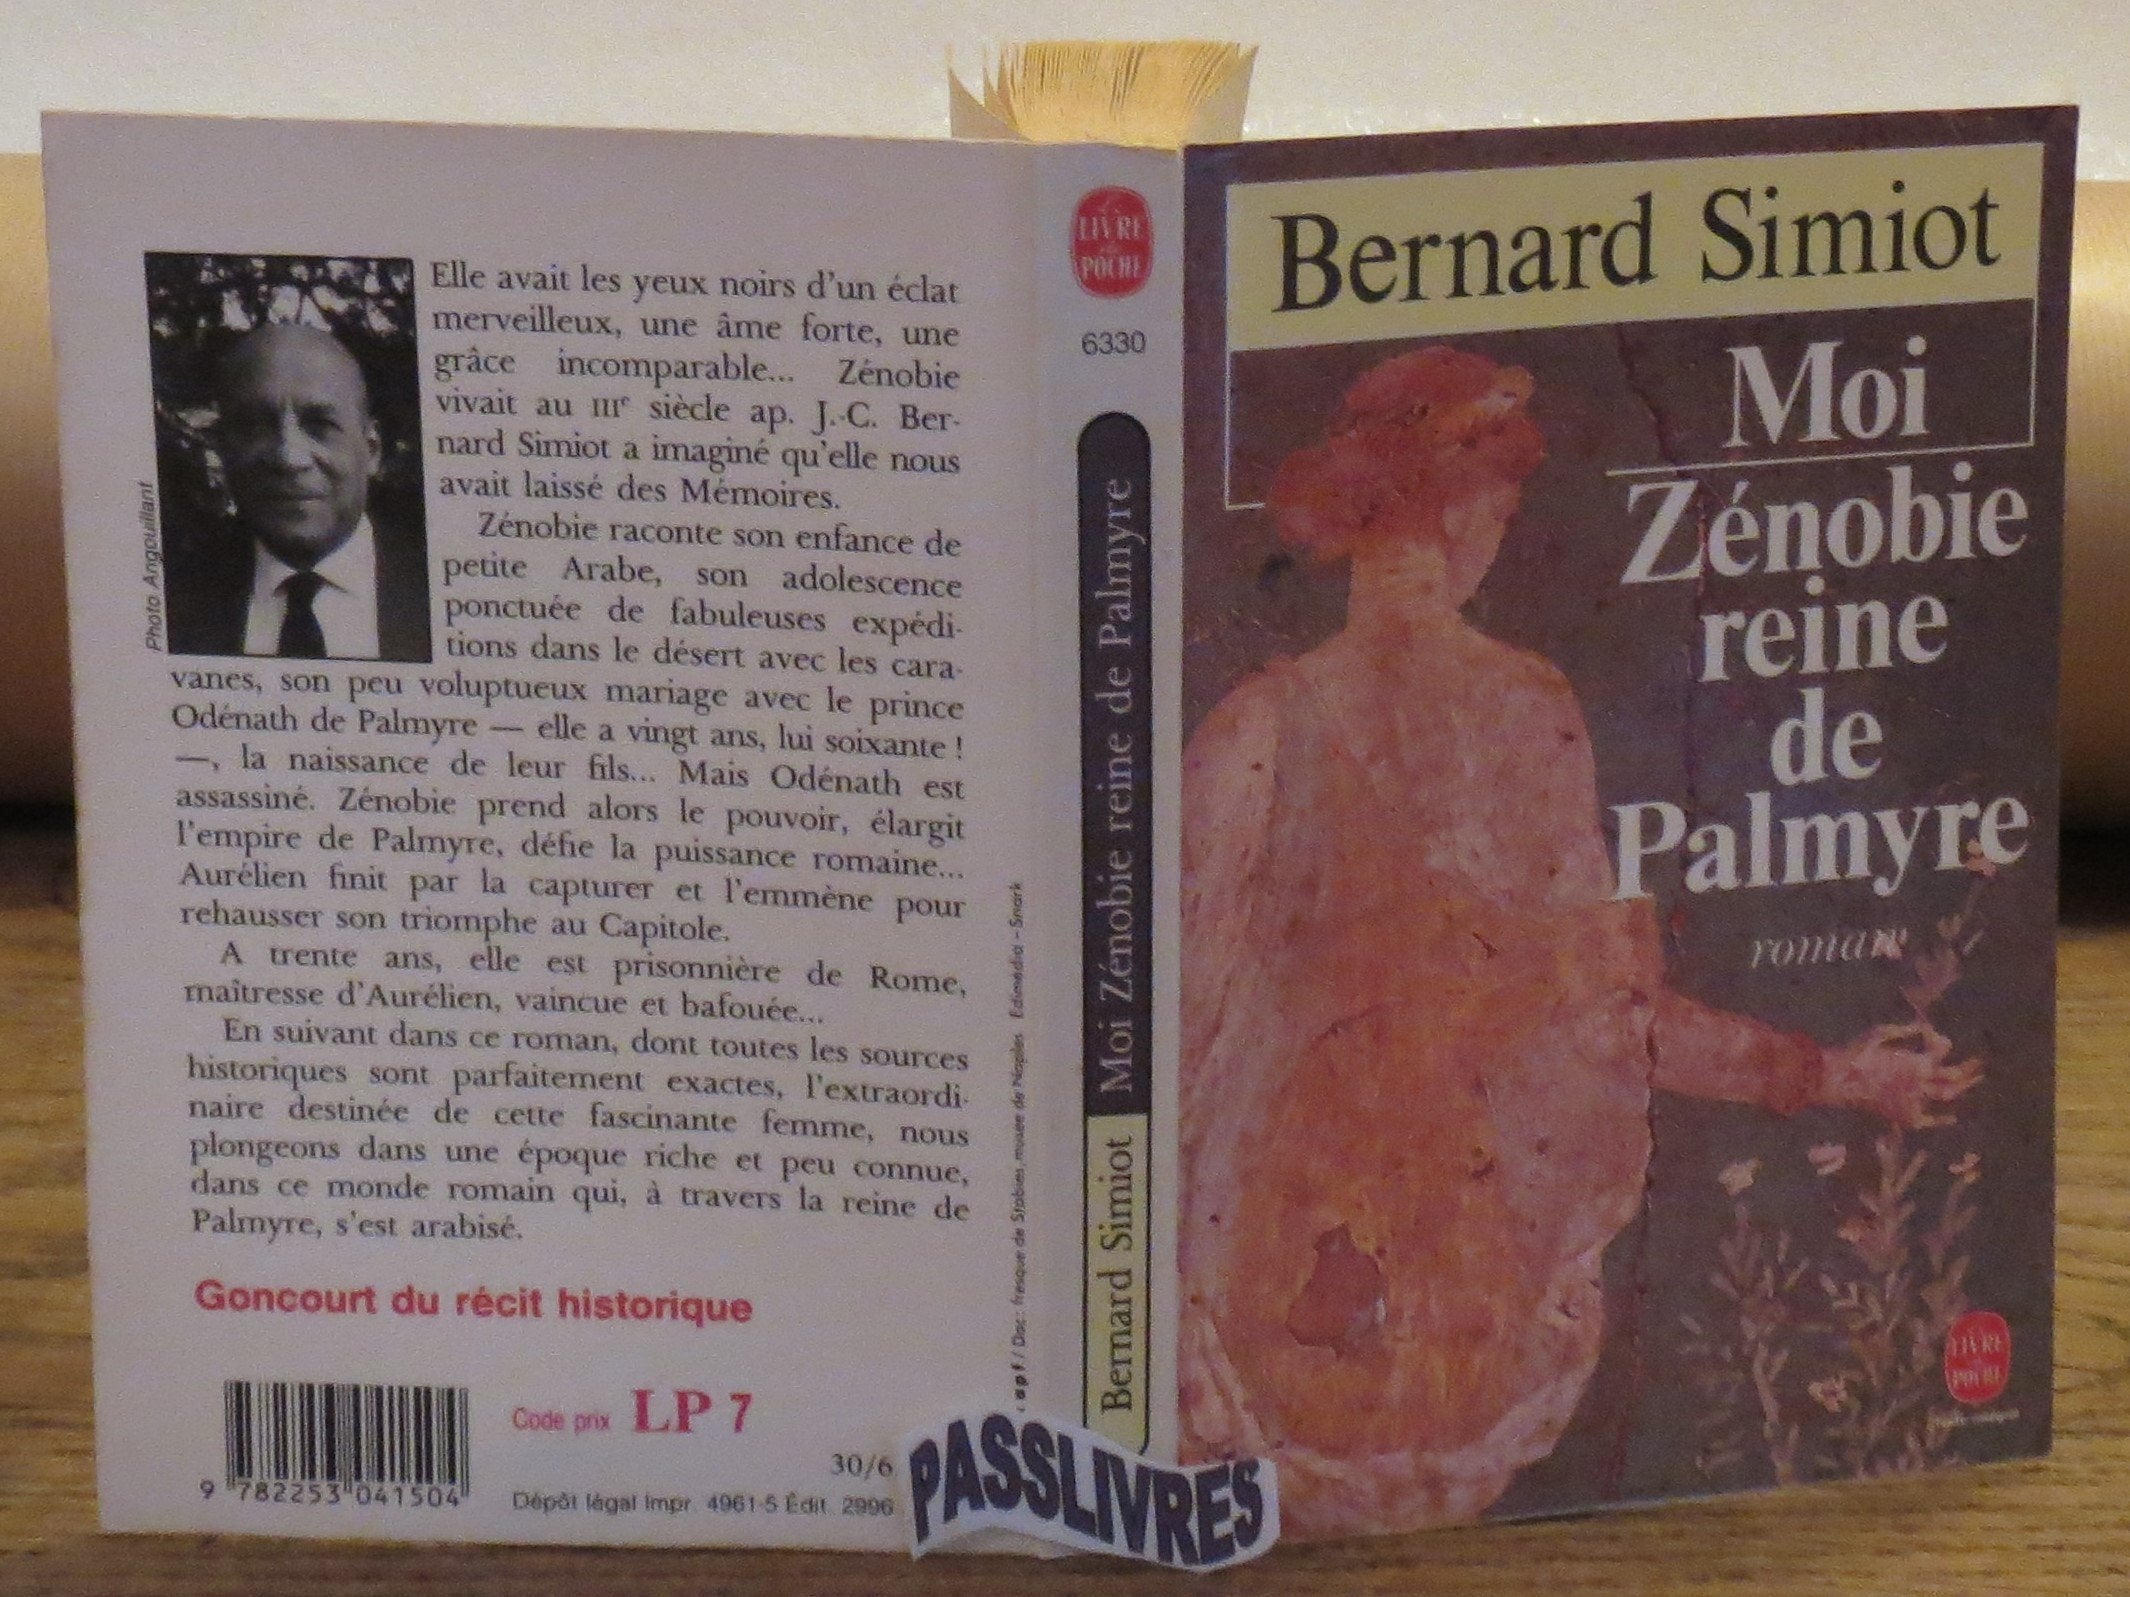 Elle avait les yeux noirs d'un éclat
merveilleux, une âme forte, une
grâce incomparable... Zénobie
vivait au IIIe siècle ap. J.-C. Ber-
nard Simiot a imaginé qu'elle nous
avait laissé des Mémoires.
Zénobie raconte son enfance de
petite Arabe, son adolescence
ponctuée de fabuleuses expédi-
tions dans le désert avec les cara-
vanes, son peu voluptueux mariage avec le prince
Odénath de Palmyre — elle a vingt ans, lui soixante !
—, la naissance de leur fils... Mais Odénath est
assassiné. Zénobie prend alors le pouvoir, élargit
l'empire de Palmyre, défie la puissance romaine...
Aurélien finit par la capturer et l'emmène pour
rehausser son triomphe au Capitole.
A trente ans, elle est prisonnière de Rome,
maîtresse d'Aurélien, vaincue et bafouée...
En suivant dans ce roman, dont toutes les sources
historiques sont parfaitement exactes, l'extraordi-
naire destinée de cette fascinante femme, nous
plongeons dans une époque riche et peu connue,
dans ce monde romain qui, à travers la reine de
Palmyre, s'est arabisé.
Photo Angouillant
Goncourt du récit historique
Code prix LP 7
30/6
9 782253 041504
Dépôt légal Impr. 4961-5 Édit. 2996
/ Doc: fresque de Stabies, musée de Naples Edimedia - Snark
LIVRE
POCHE
6330
Moi Zénobie reine de Palmyre
Bernard Simiot
PASSLIVRES
Bernard Simiot
Moi
Zénobie
reine
de
Palmyre
roman
LIVRE
POCHE